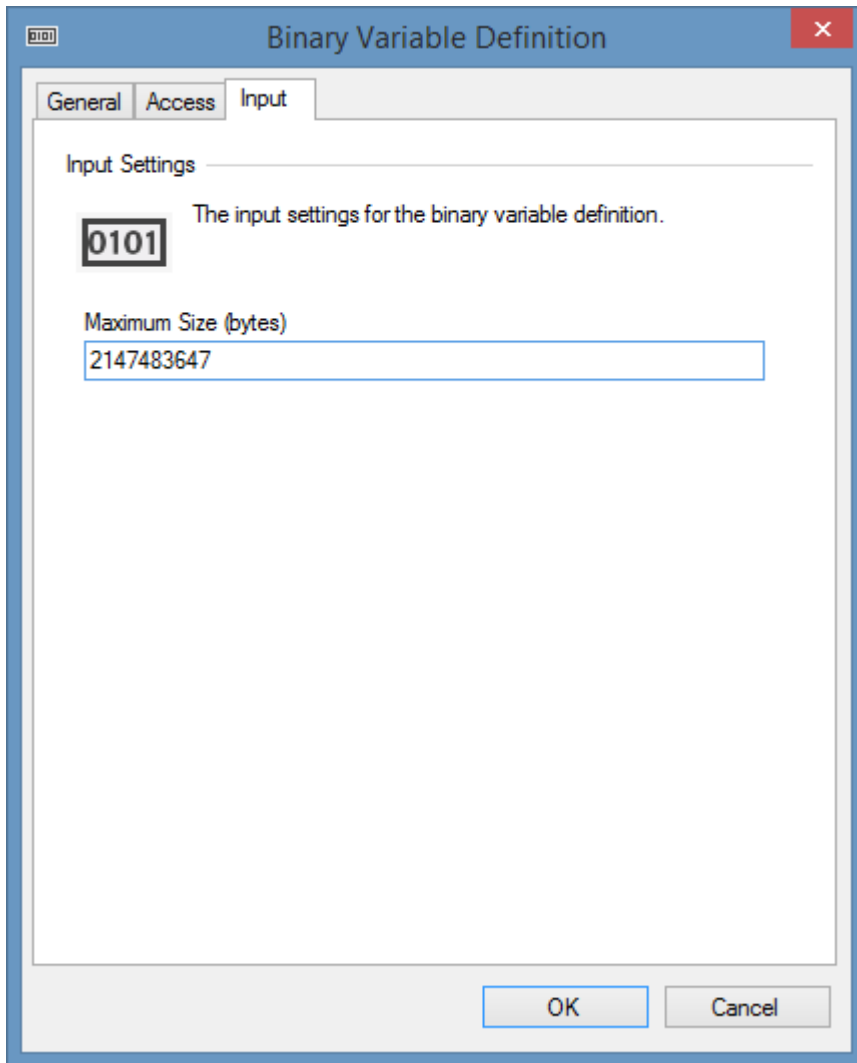 0101 Binary Variable Definition
General Access Input
Input Settings
The input settings for the binary variable definition.
0101
Maximum Size (bytes)
2147483647
OK Cancel